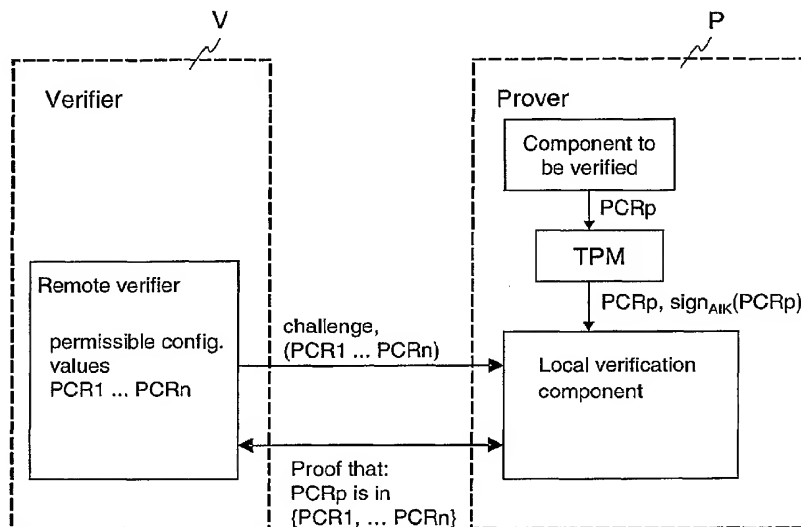 V
P
Verifier
Prover
Component to
be verified
PCRp
TPM
PCRp, signAIK(PCRp)
Remote verifier
permissible config.
values
PCR1 ... PCRn
challenge,
(PCR1 ... PCRn)
Local verification
component
Proof that:
PCRp is in
{PCR1, ... PCRn}